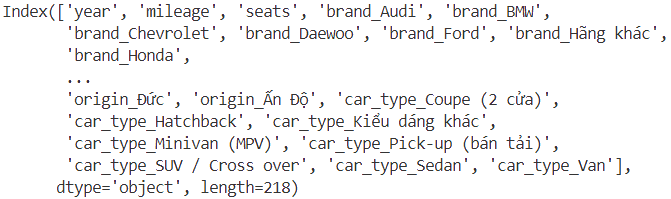 Index(['year', 'mileage', 'seats', 'brand_Audi', 'brand_BMW',
'brand_Chevrolet', 'brand_Daewoo', 'brand_Ford', 'brand_Hãng khác',
'brand_Honda',
...
'origin_Đức', 'origin_Ấn Độ', 'car_type_Coupe (2 cửa)',
'car_type_Hatchback', 'car_type_Kiểu dáng khác',
'car_type_Minivan (MPV)', 'car_type_Pick-up (bán tải)',
'car_type_SUV / Cross over', 'car_type_Sedan', 'car_type_Van'],
dtype='object', length=218)